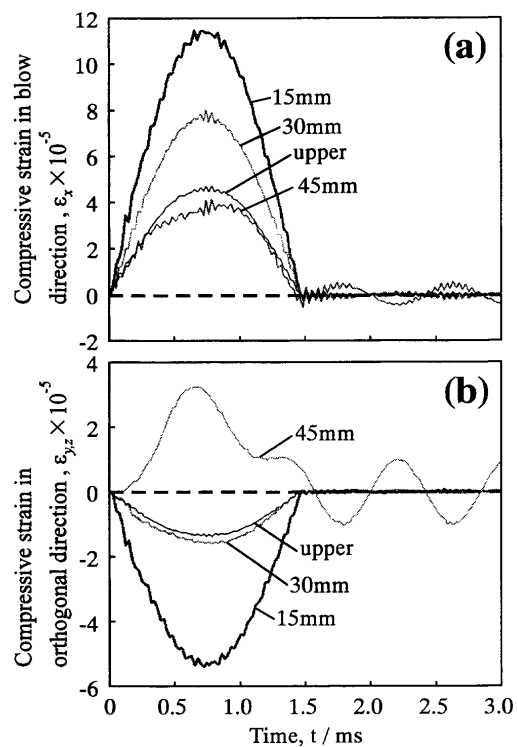 12
10
8
6
4
2
0
-2
(a)
15mm
30mm
upper
45mm
Compressive strain in blow
direction , εx × 10-5
4
2
0
-2
-4
-6
(b)
45mm
upper
30mm
15mm
Compressive strain in
orthogonal direction , εy,z × 10-5
0 0.5 1.0 1.5 2.0 2.5 3.0
Time, t / ms